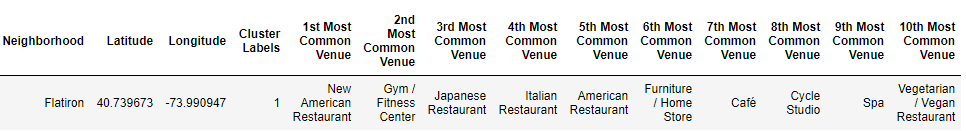 Neighborhood Latitude Longitude Cluster Labels 1st Most Common Venue 2nd Most Common Venue 3rd Most Common Venue 4th Most Common Venue 5th Most Common Venue 6th Most Common Venue 7th Most Common Venue 8th Most Common Venue 9th Most Common Venue 10th Most Common Venue
Flatiron 40.739673 -73.990947 1 New American Restaurant Gym / Fitness Center Japanese Restaurant Italian Restaurant American Restaurant Furniture / Home Store Café Cycle Studio Spa Vegetarian / Vegan Restaurant